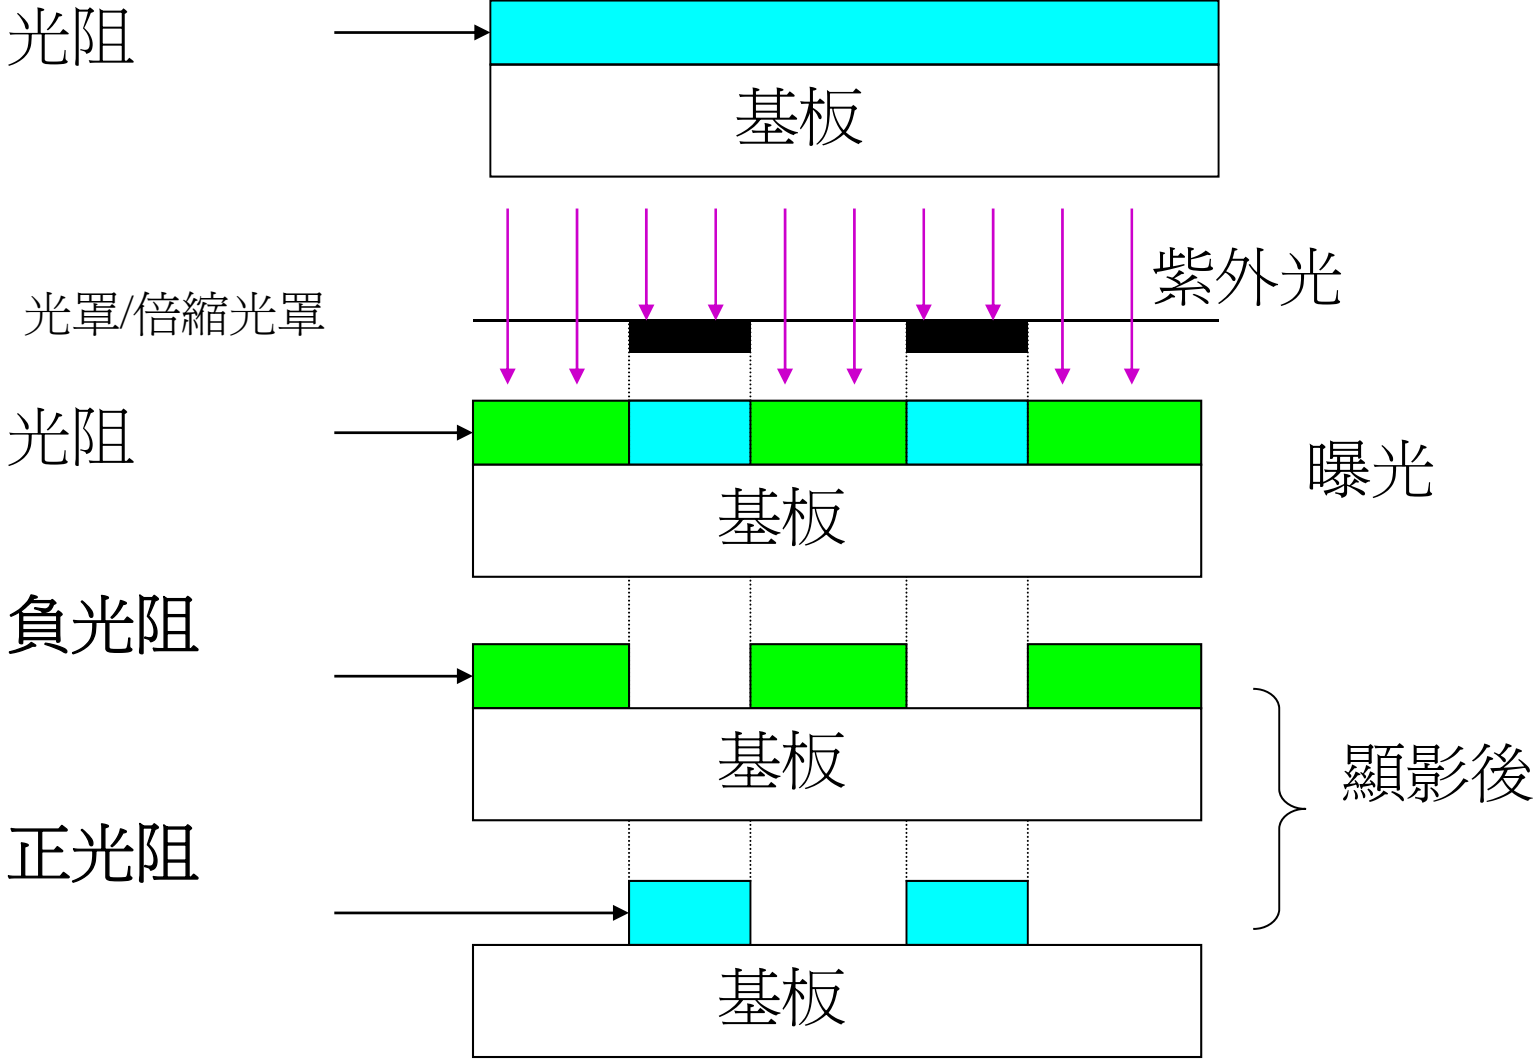 光阻
基板
紫外光
光罩/倍縮光罩
光阻
曝光
基板
負光阻
基板
顯影後
正光阻
基板